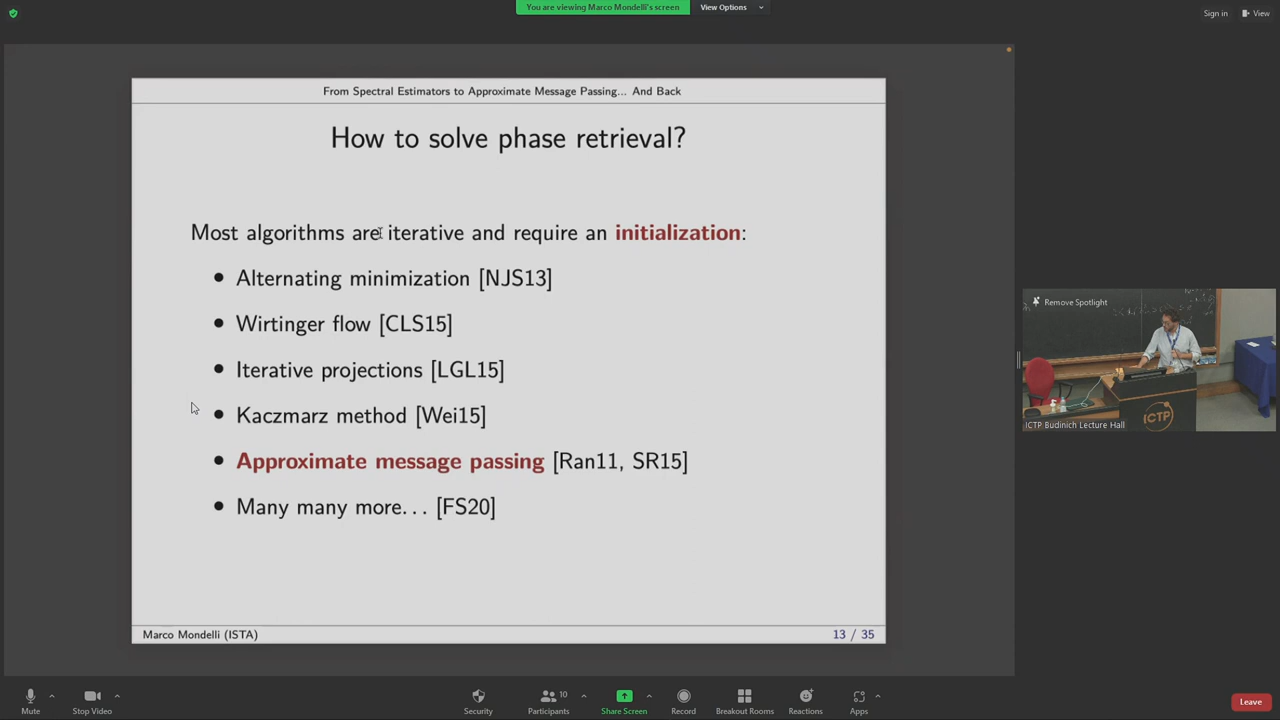 You are viewing Marco Mondelli's screen
View Options
Sign in
View
From Spectral Estimators to Approximate Message Passing... And Back
How to solve phase retrieval?
Most algorithms are iterative and require an initialization:
• Alternating minimization [NJS13]
• Wirtinger flow [CLS15]
• Iterative projections [LGL15]
• Kaczmarz method [Wei15]
• Approximate message passing [Ran11, SR15]
• Many many more... [FS20]
Marco Mondelli (ISTA)
13 / 35
Remove Spotlight
ICTP
ICTP Budinich Lecture Hall
Mute
Stop Video
Security
Participants
10
Share Screen
Record
Breakout Rooms
Reactions
Apps
Leave